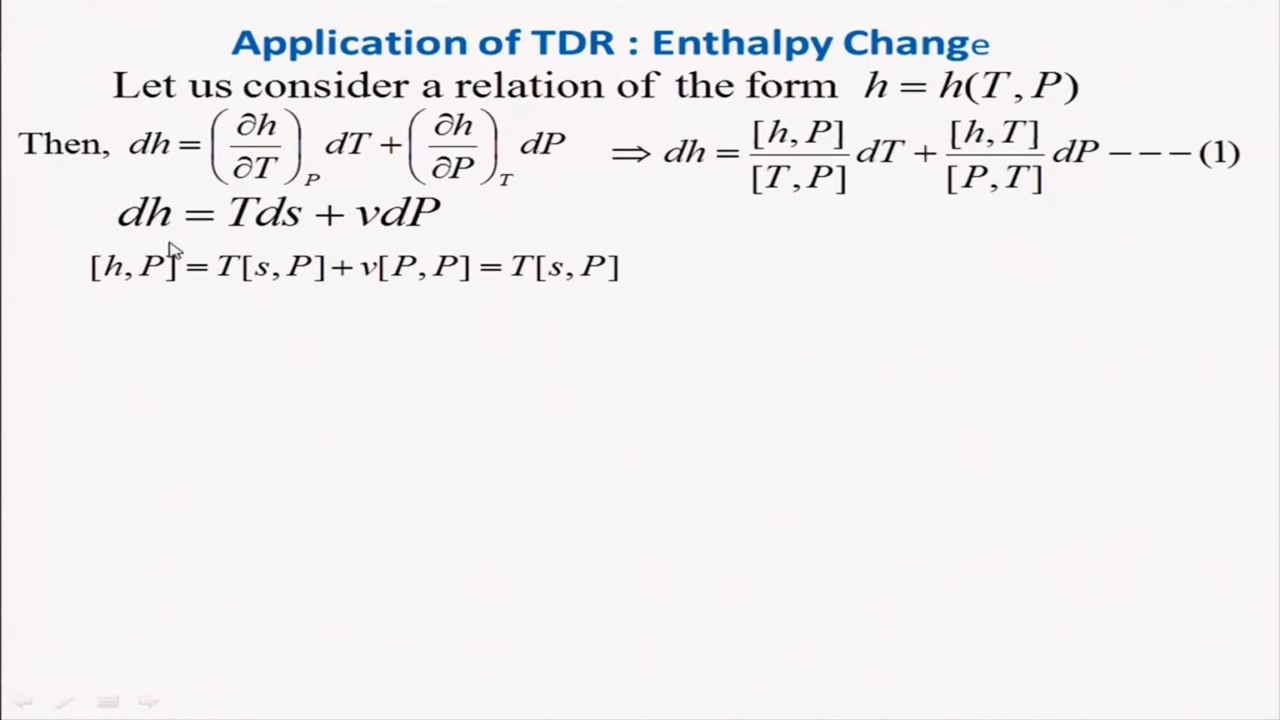 Application of TDR : Enthalpy Change
Let us consider a relation of the form h = h(T, P)
Then, dh = (∂h/∂T)_P dT + (∂h/∂P)_T dP ⇒ dh = [h, P]/[T, P] dT + [h, T]/[P, T] dP − − − (1)
dh = Tds + vdP
[h, P] = T[s, P] + v[P, P] = T[s, P]